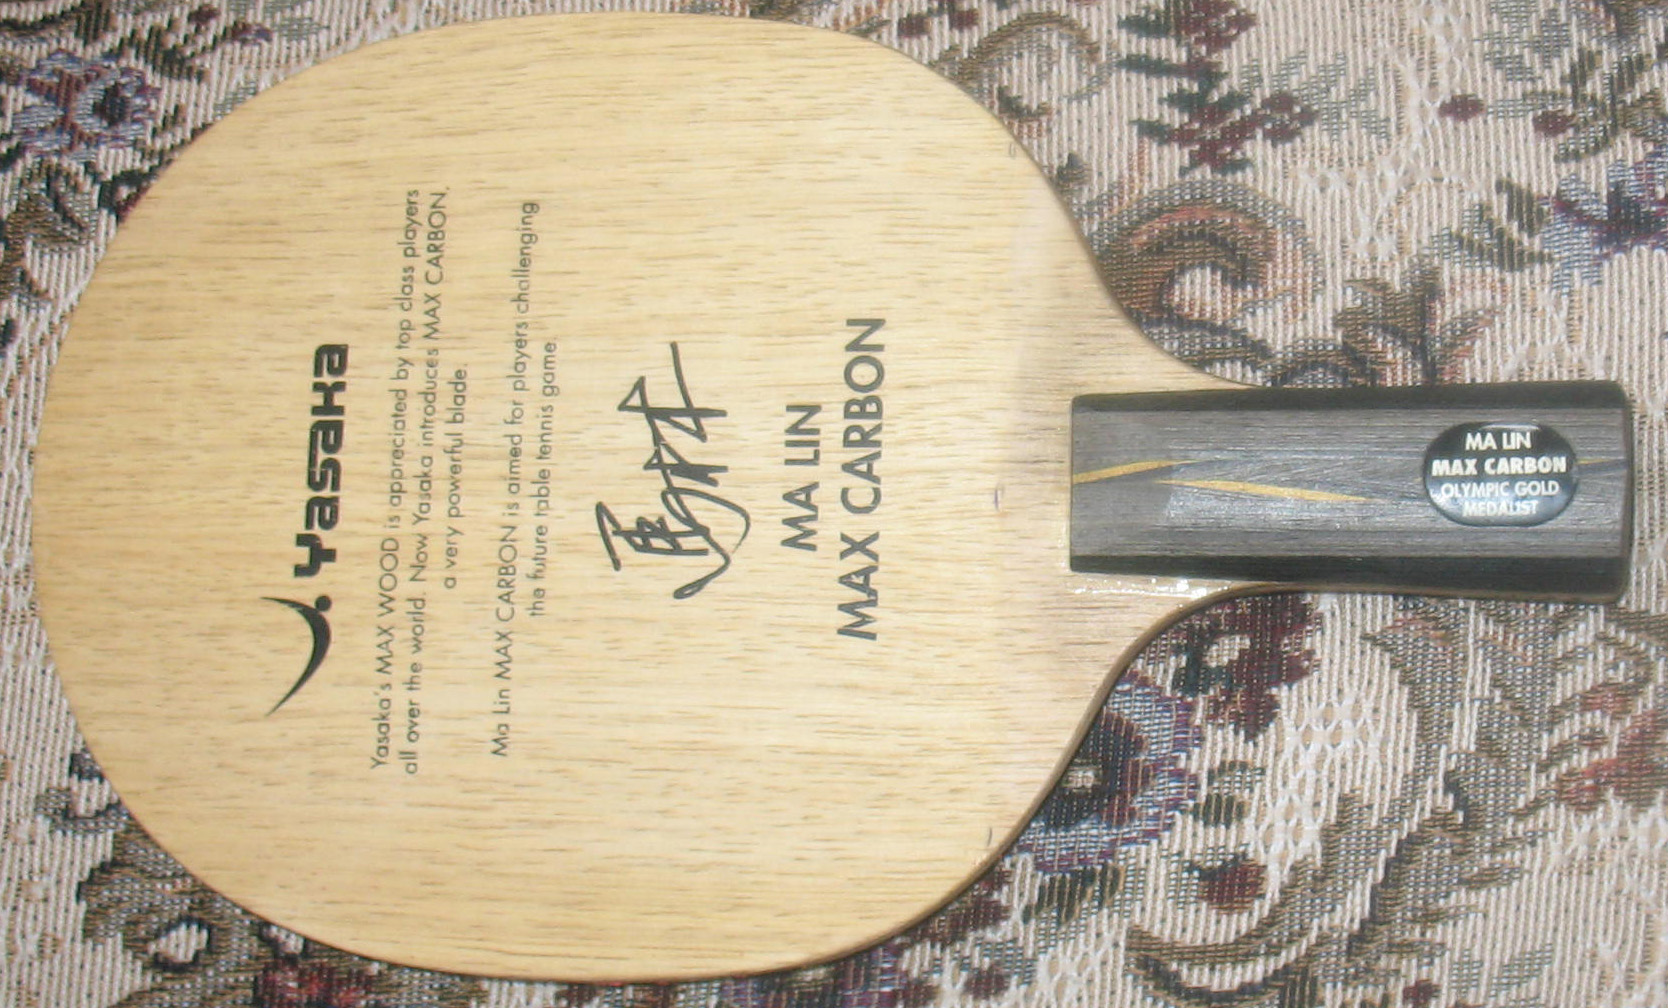 Yasaka
Yasaka's MAX WOOD is appreciated by top class players
all over the world. Now Yasaka introduces MAX CARBON,
a very powerful blade.
Ma Lin MAX CARBON is aimed for players challenging
the future table tennis game.
马林
MA LIN
MAX CARBON
MA LIN
MAX CARBON
OLYMPIC GOLD
MEDALIST